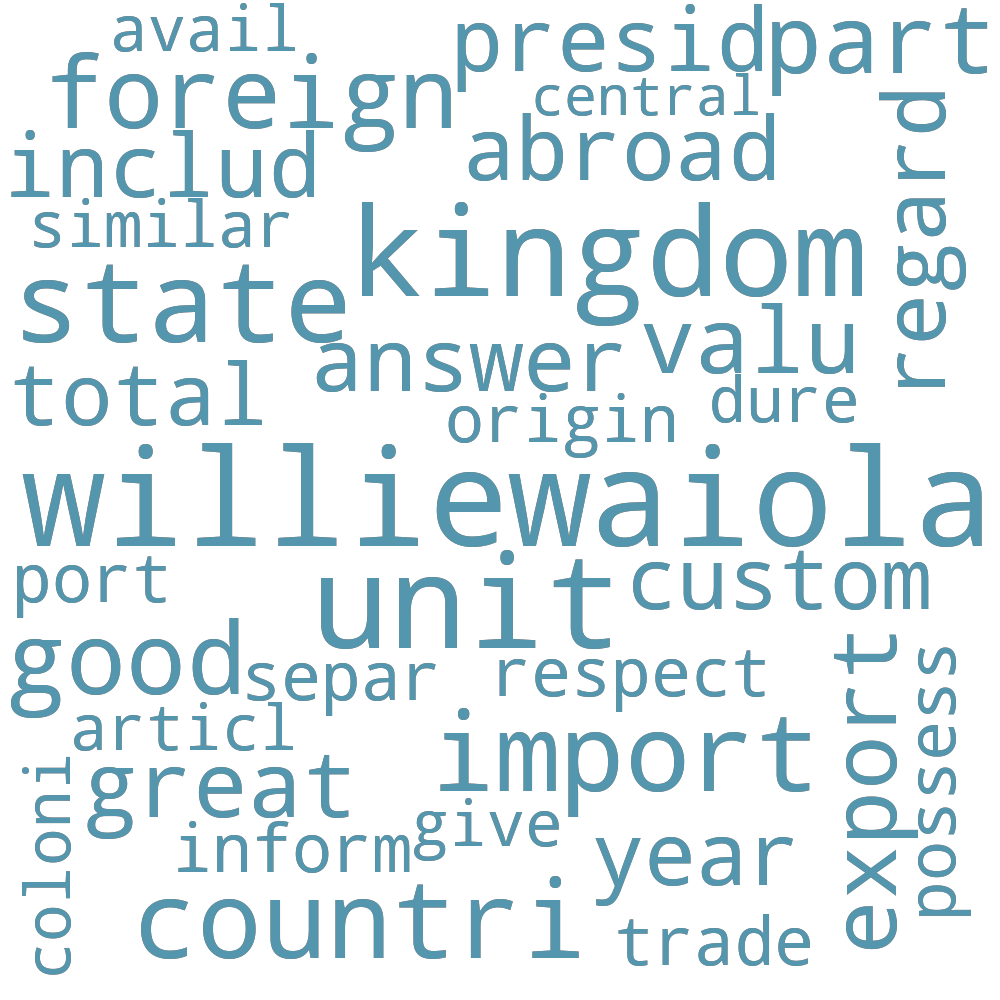 avail
presid
part
foreign
central
regard
includ
abroad
similar
kingdom
state
valu
answer
total
dure
origin
williewaiola
port
unit
custom
good
separ
respect
export
possess
articl
import
coloni
great
give
inform
year
countri
trade